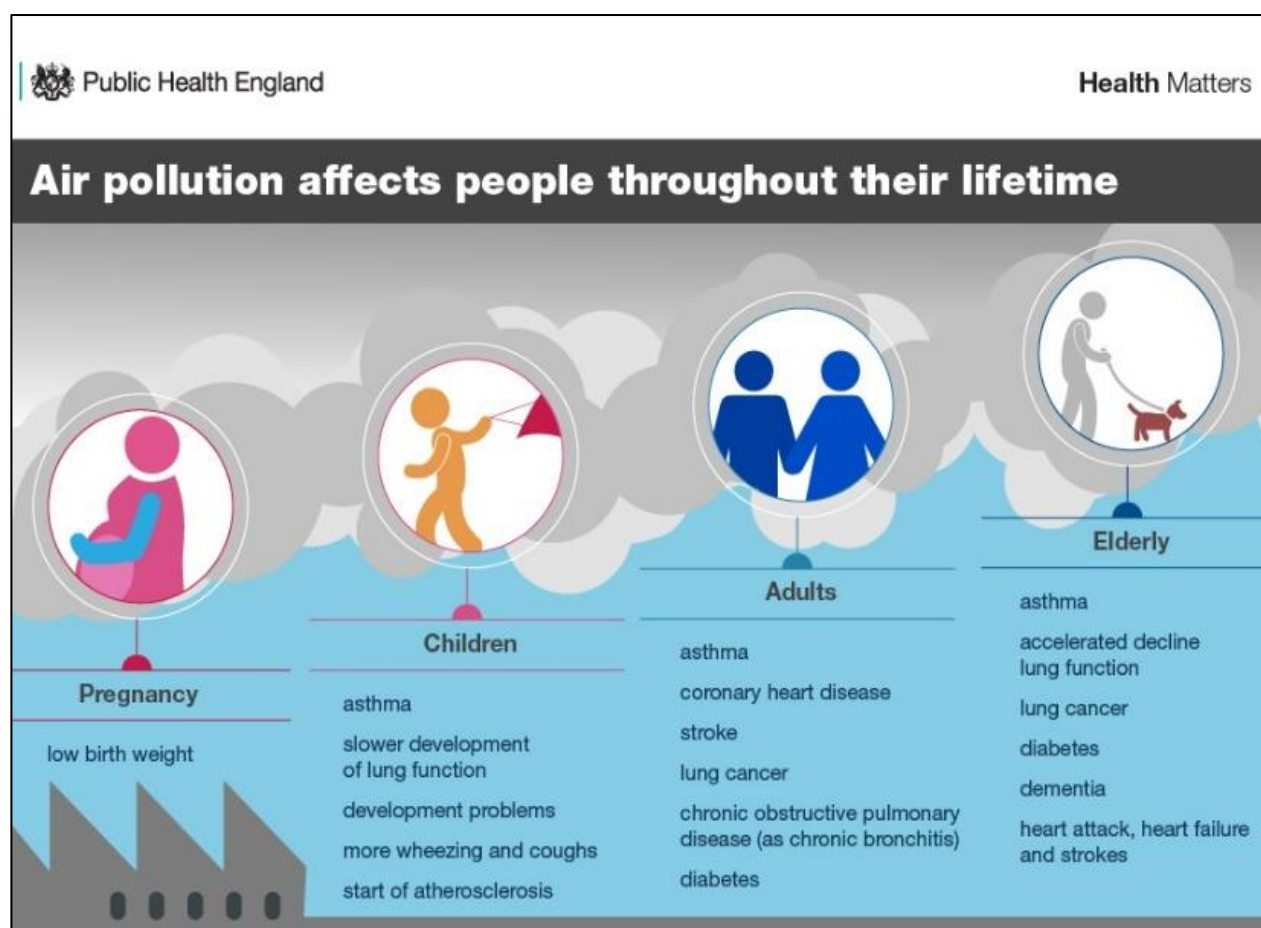 Public Health England
Health Matters
Air pollution affects people throughout their lifetime
Pregnancy
low birth weight
Children
asthma
slower development
of lung function
development problems
more wheezing and coughs
start of atherosclerosis
Adults
asthma
coronary heart disease
stroke
lung cancer
chronic obstructive pulmonary
disease (as chronic bronchitis)
diabetes
Elderly
asthma
accelerated decline
lung function
lung cancer
diabetes
dementia
heart attack, heart failure
and strokes